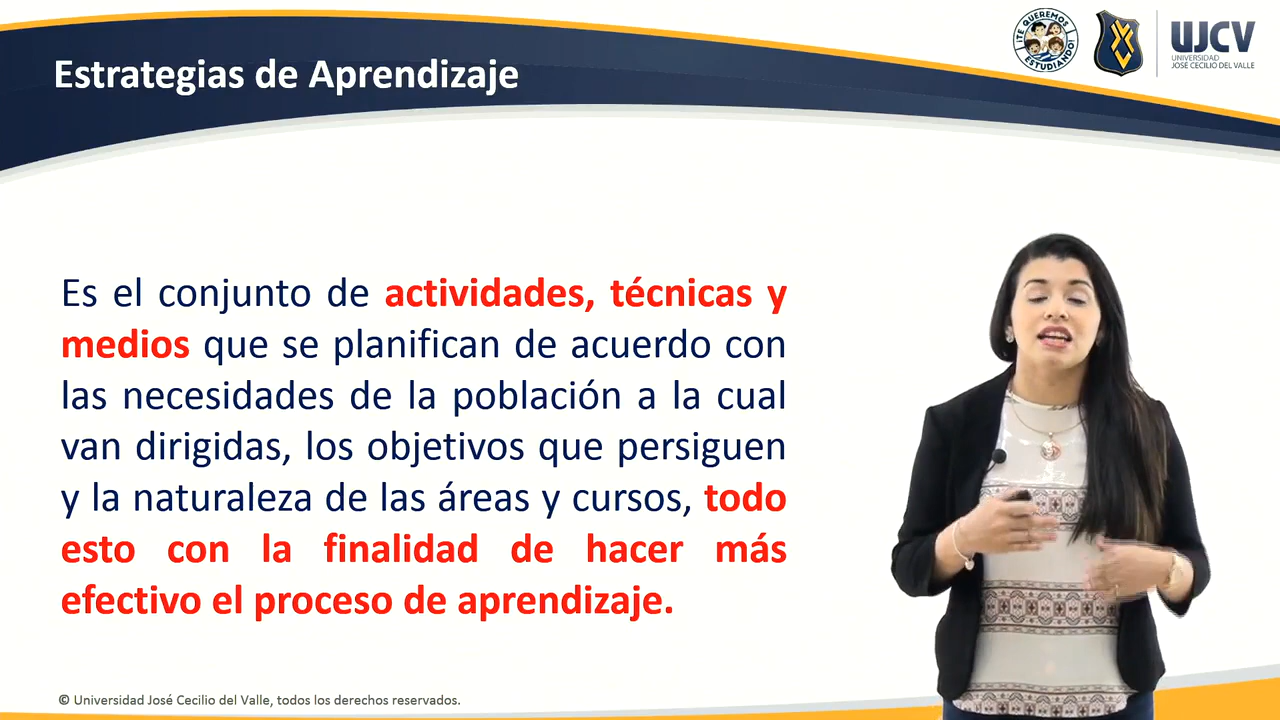 ¡TE QUEREMOS
ESTUDIANDO!
UJCV
UNIVERSIDAD
JOSÉ CECILIO DEL VALLE
Estrategias de Aprendizaje
Es el conjunto de actividades, técnicas y
medios que se planifican de acuerdo con
las necesidades de la población a la cual
van dirigidas, los objetivos que persiguen
y la naturaleza de las áreas y cursos, todo
esto con la finalidad de hacer más
efectivo el proceso de aprendizaje.
© Universidad José Cecilio del Valle, todos los derechos reservados.